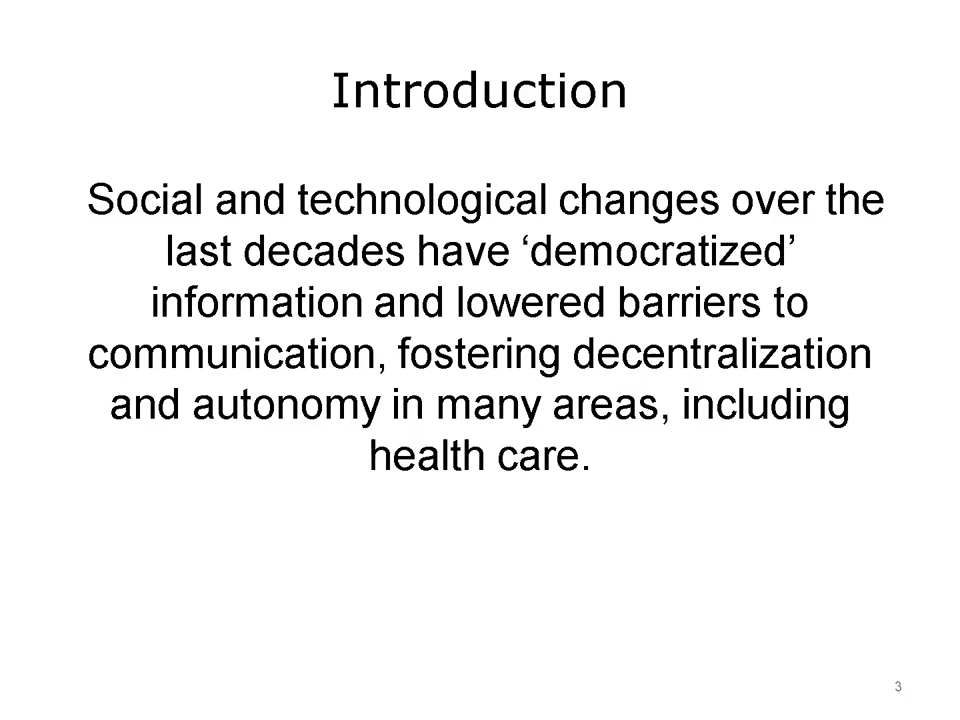 Introduction
Social and technological changes over the
last decades have ‘democratized’
information and lowered barriers to
communication, fostering decentralization
and autonomy in many areas, including
health care.
3